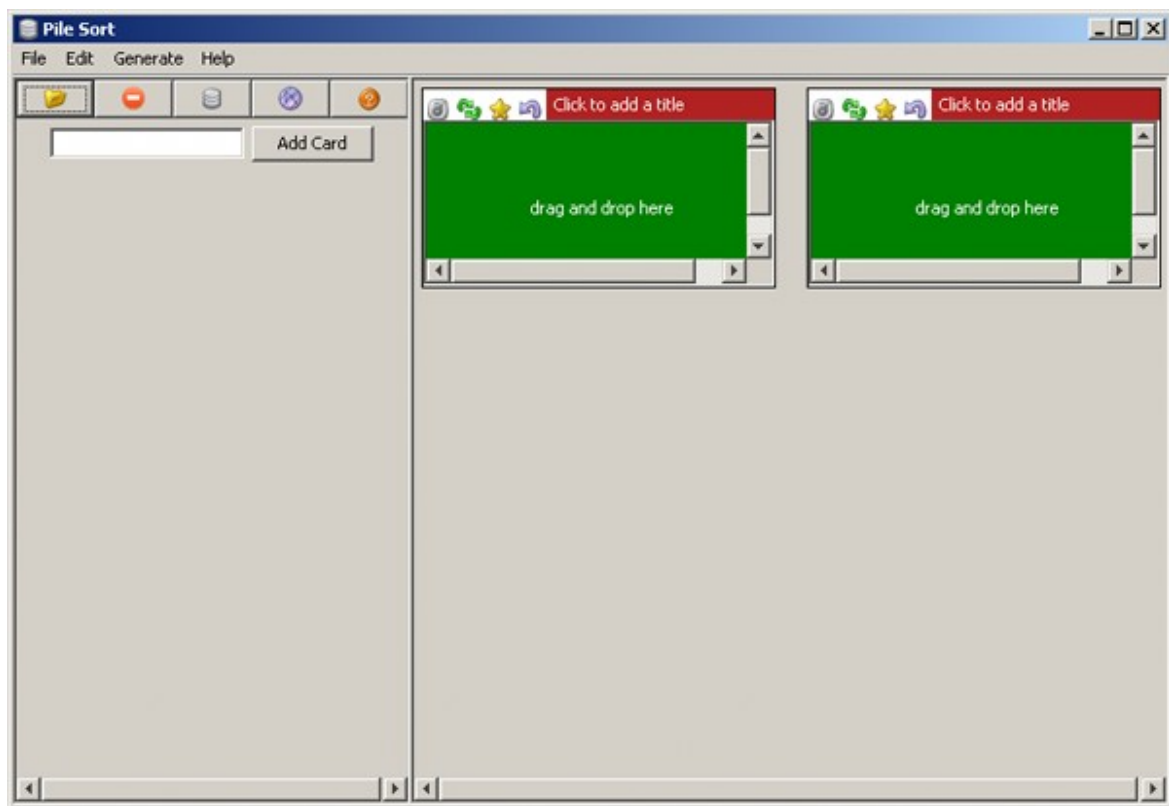 Pile Sort
File Edit Generate Help
Add Card
Click to add a title
drag and drop here
Click to add a title
drag and drop here